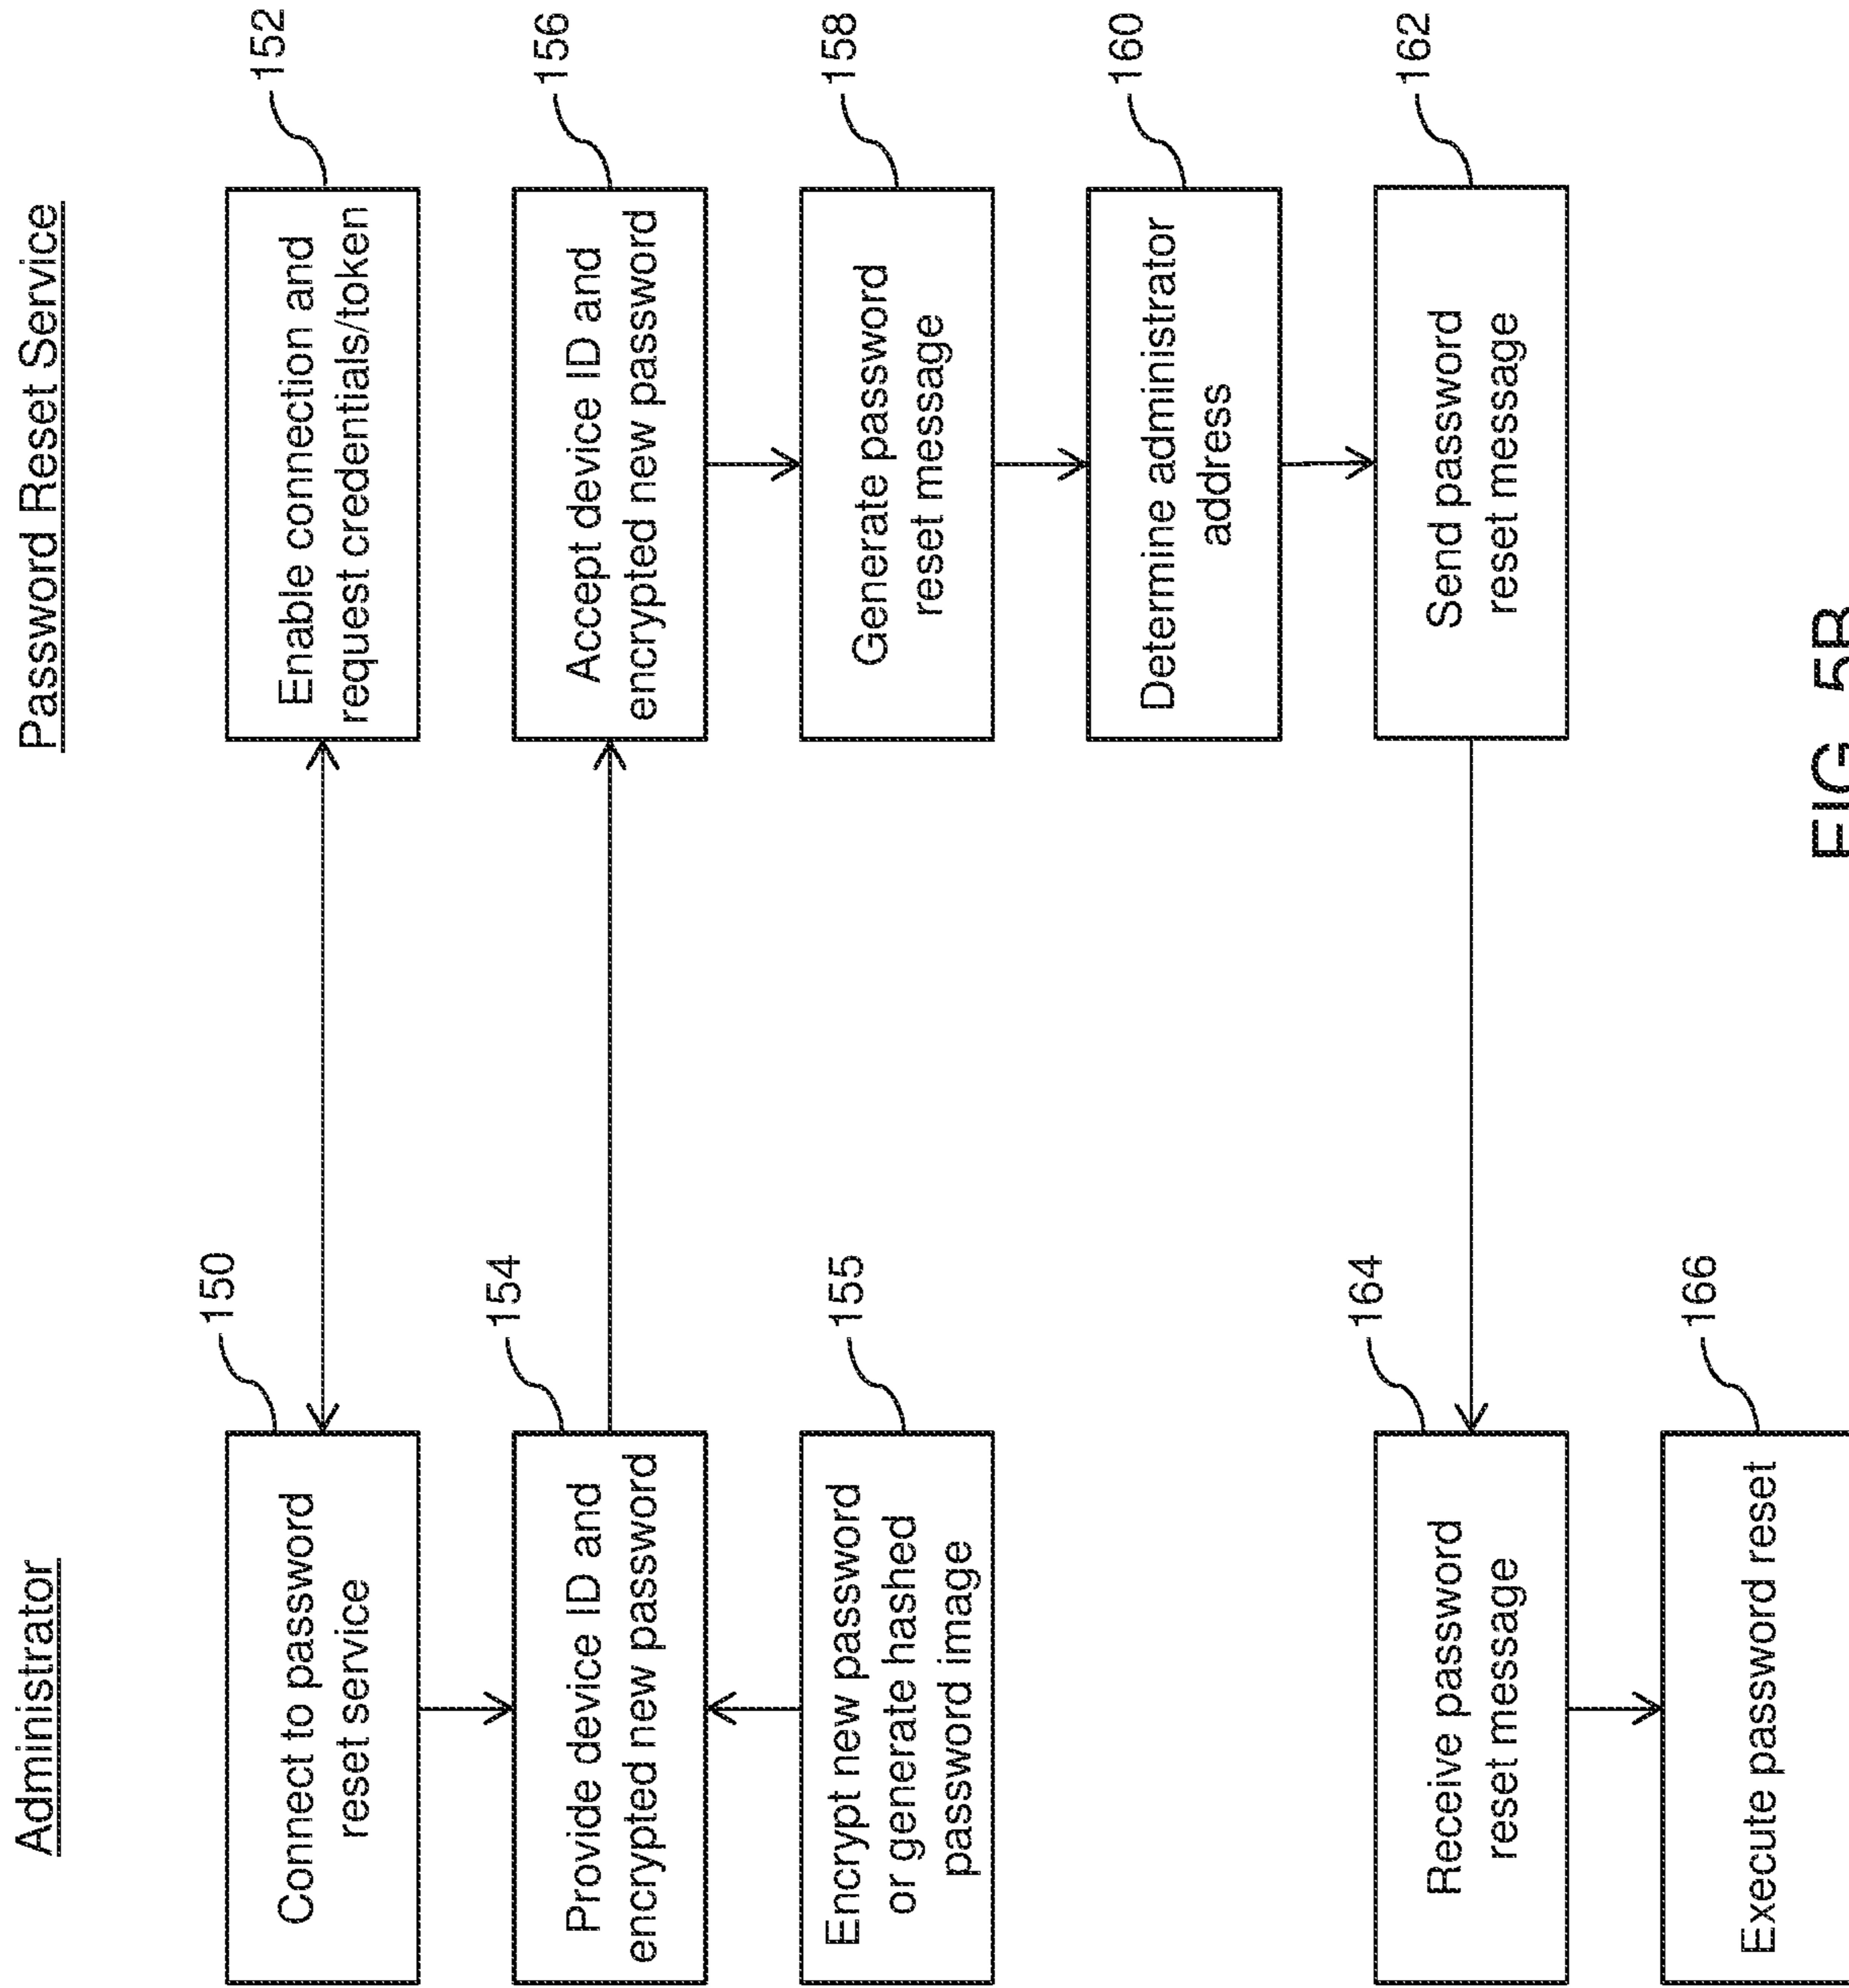 Administrator
Password Reset Service
150
Connect to password
reset service
152
Enable connection and
request credentials/token
154
Provide device ID and
encrypted new password
156
Accept device ID and
encrypted new password
155
Encrypt new password
or generate hashed
password image
158
Generate password
reset message
160
Determine administrator
address
162
Send password
reset message
164
Receive password
reset message
166
Execute password reset
FIG. 5B